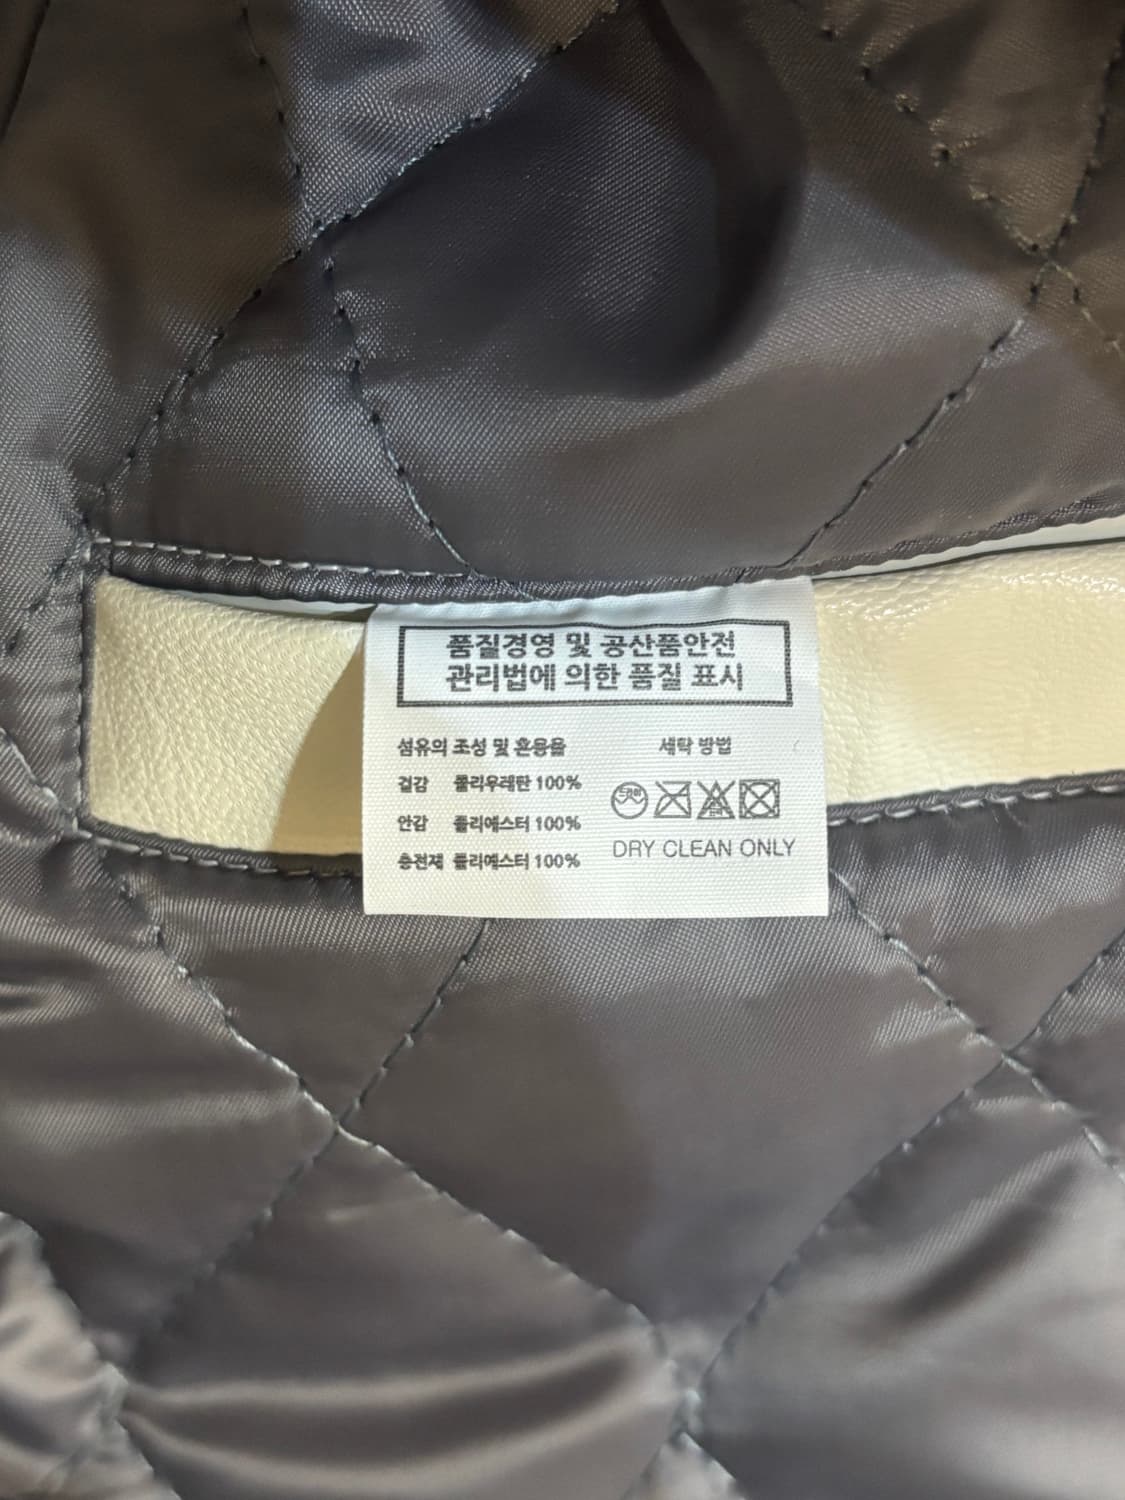 품질경영 및 공산품안전
관리법에 의한 품질 표시
섬유의 조성 및 혼용율
겉감 폴리우레탄 100%
안감 폴리에스터 100%
충전재 폴리에스터 100%
세탁 방법
드라이
DRY CLEAN ONLY